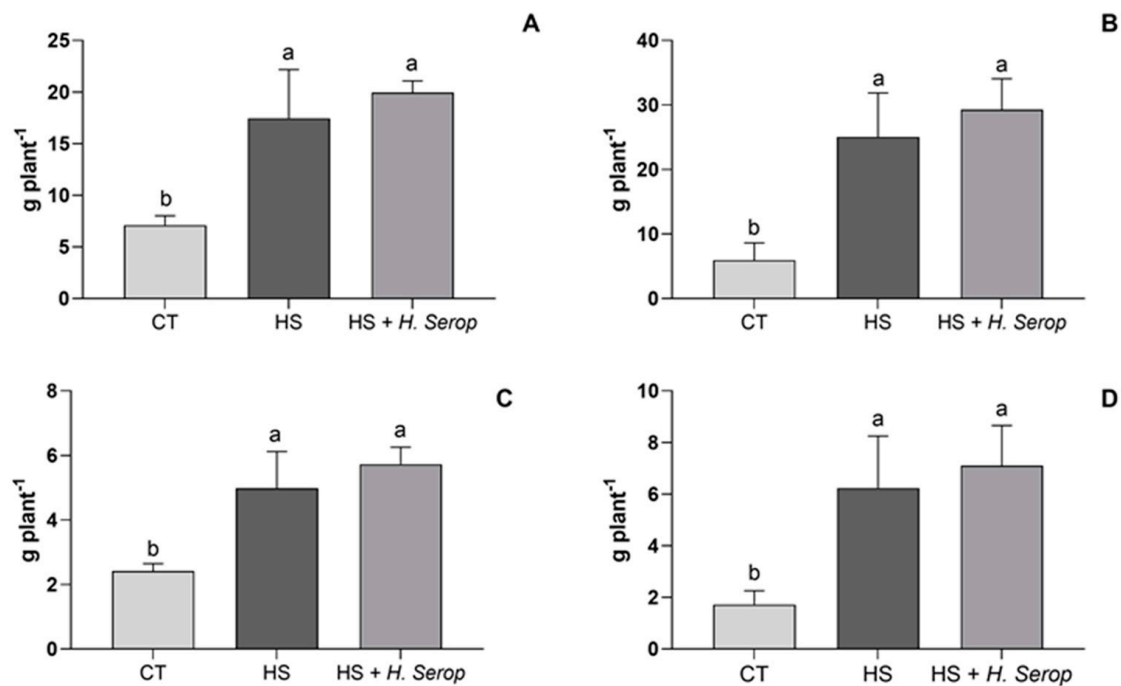 A
g plant-1
25
20
15
10
5
0
b
a
a
CT
HS
HS + H. Serop
B
g plant-1
40
30
20
10
0
b
a
a
CT
HS
HS + H. Serop
C
g plant-1
8
6
4
2
0
b
a
a
CT
HS
HS + H. Serop
D
g plant-1
10
8
6
4
2
0
b
a
a
CT
HS
HS + H. Serop